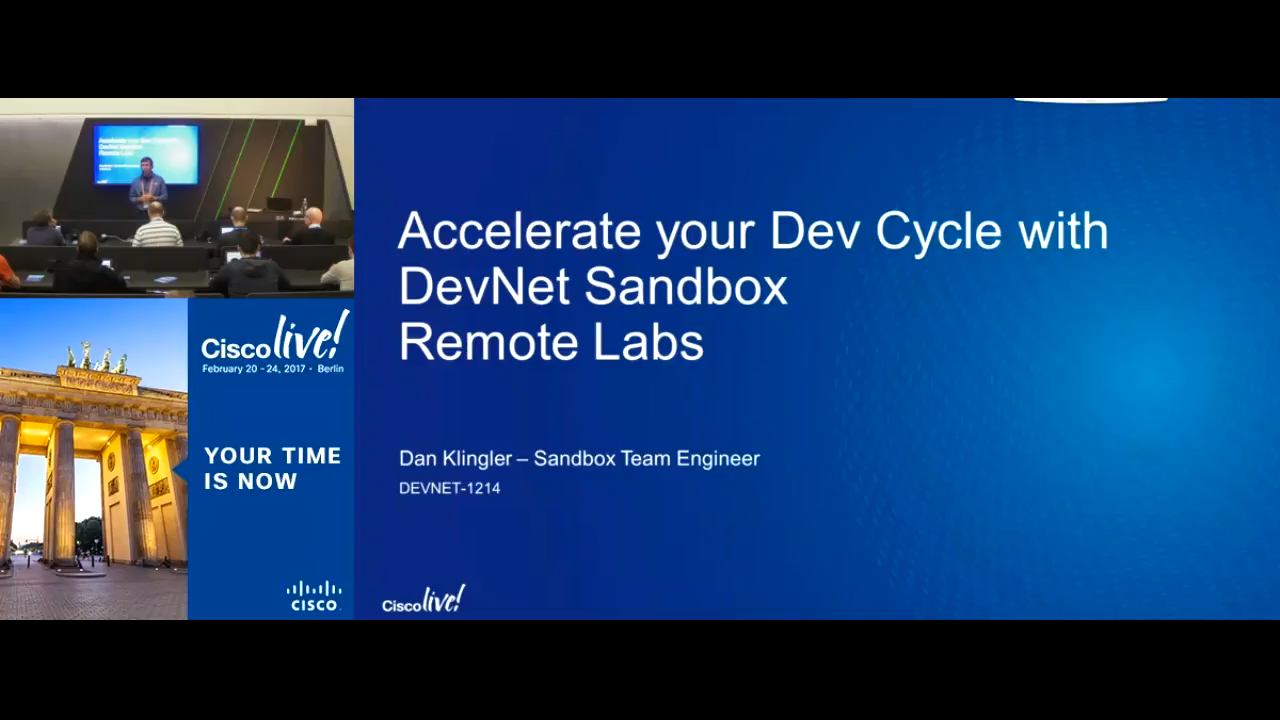 Accelerate your Dev Cycle with
DevNet Sandbox
Remote Labs
Dan Klingler – Sandbox Team Engineer
DEVNET-1214
Cisco live!
Cisco live!
February 20 - 24, 2017 • Berlin
YOUR TIME
IS NOW
CISCO